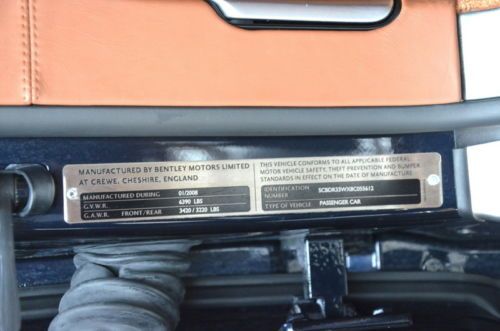 MANUFACTURED BY BENTLEY MOTORS LIMITED
AT CREWE, CHESHIRE, ENGLAND
MANUFACTURED DURING 01/2008
G.V.W.R. 6390 LBS
G.A.W.R. FRONT/REAR 3420 / 3220 LBS
THIS VEHICLE CONFORMS TO ALL APPLICABLE FEDERAL
MOTOR VEHICLE SAFETY, THEFT PREVENTION AND BUMPER
STANDARDS IN EFFECT ON THE DATE OF MANUFACTURE
IDENTIFICATION
NUMBER SCBDR33WX8C055612
TYPE OF VEHICLE PASSENGER CAR